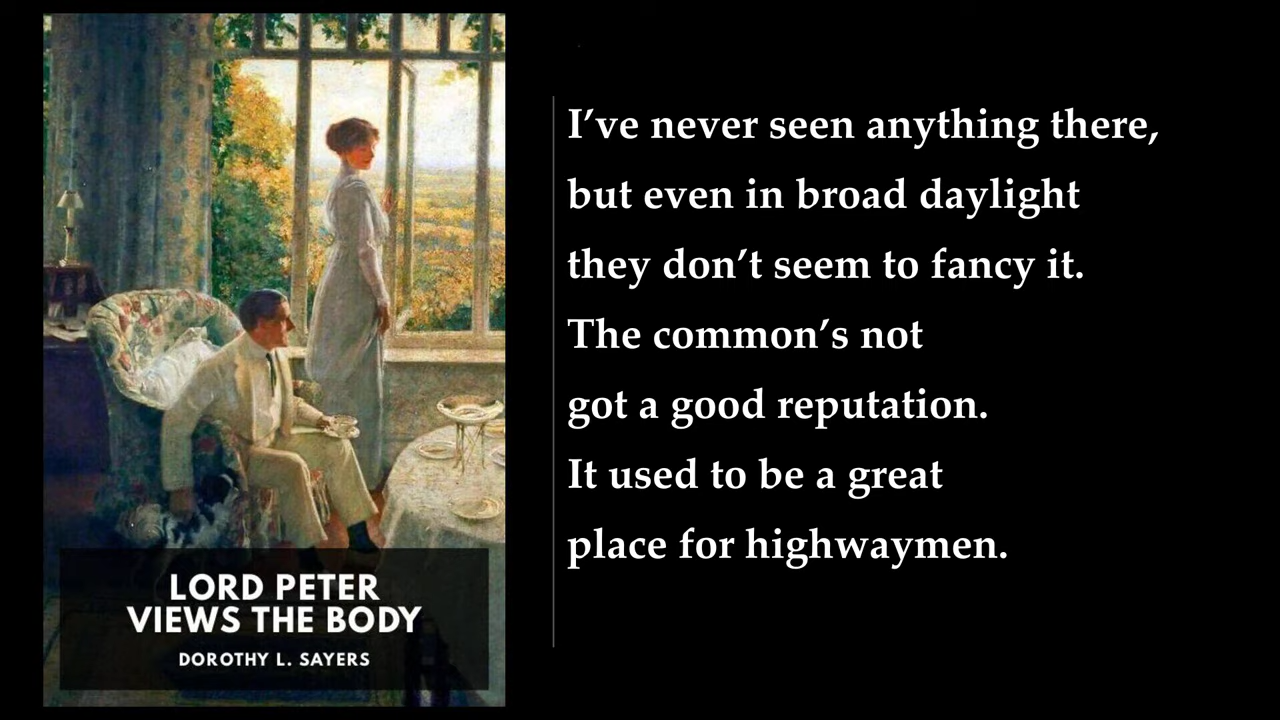 I’ve never seen anything there,
but even in broad daylight
they don’t seem to fancy it.
The common’s not
got a good reputation.
It used to be a great
place for highwaymen.
LORD PETER
VIEWS THE BODY
DOROTHY L. SAYERS